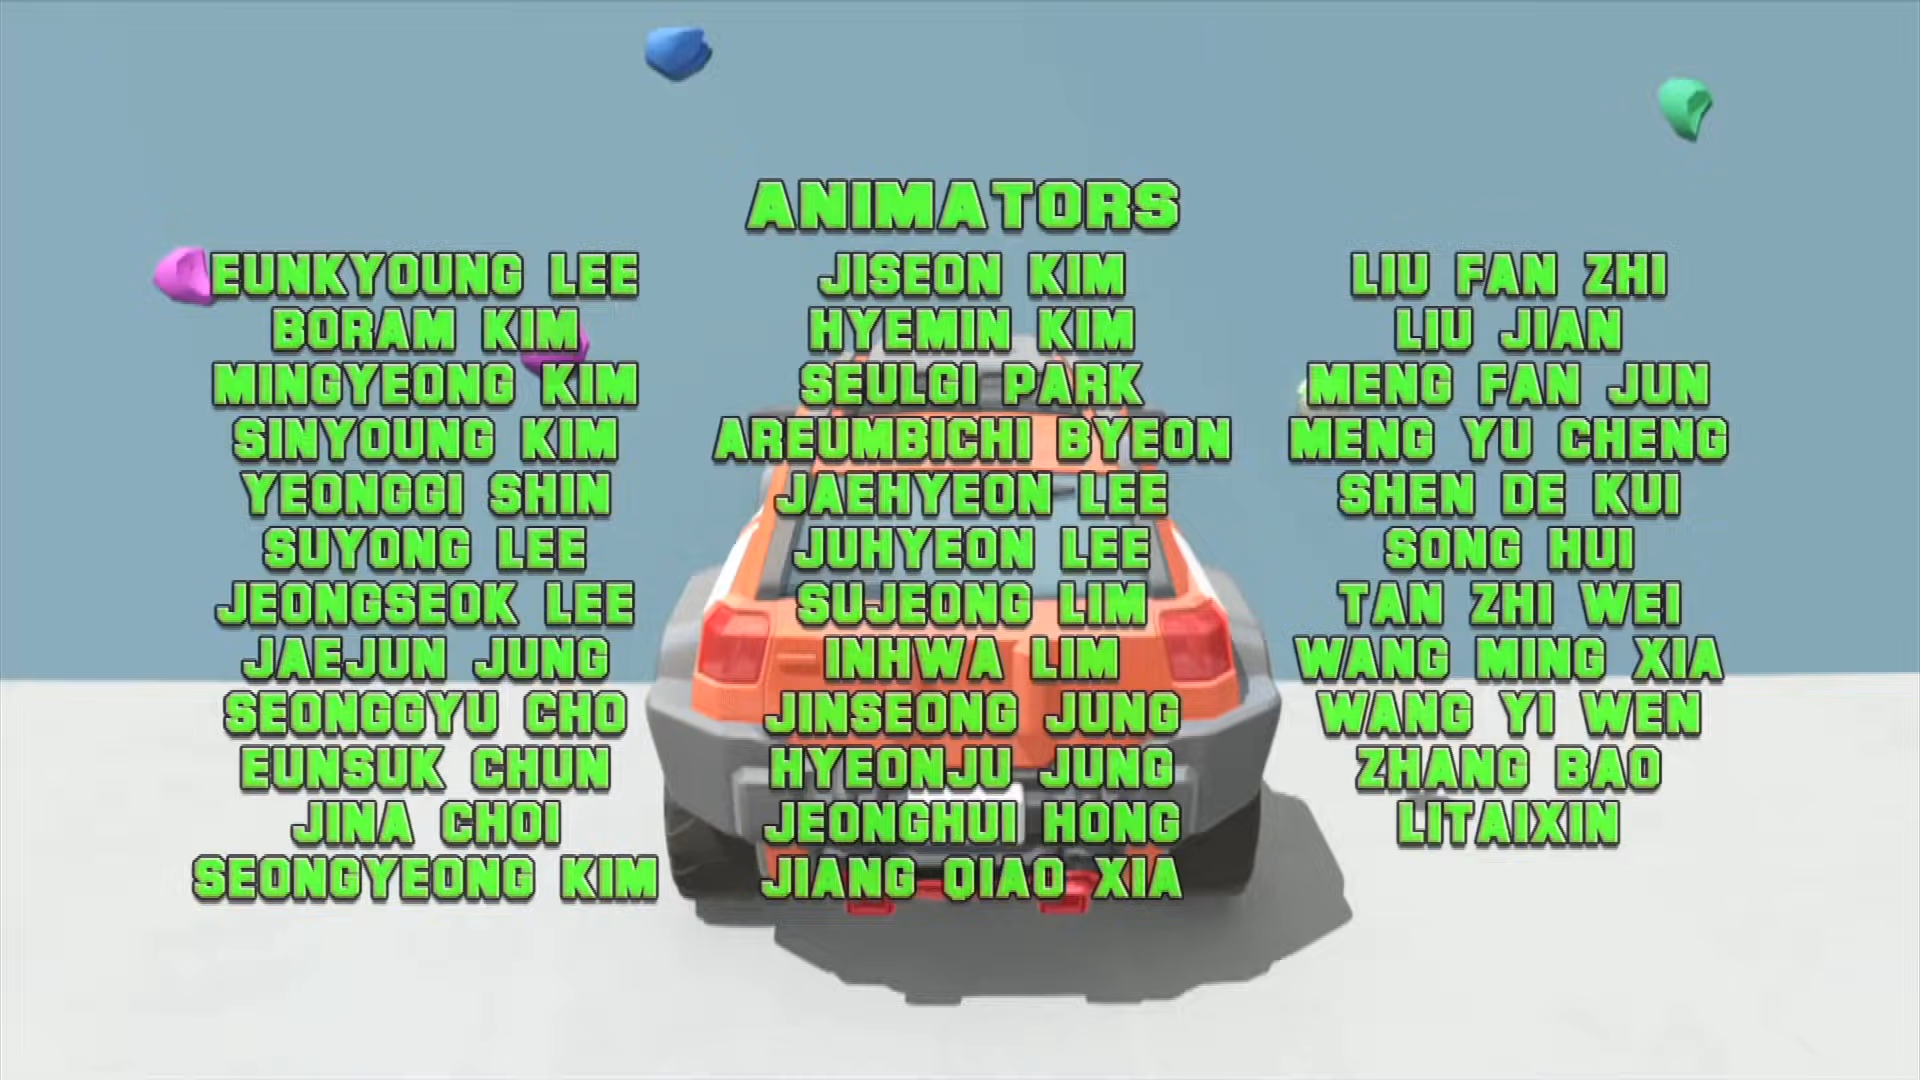 ANIMATORS
EUNKYOUNG LEE
BORAM KIM
MINGYEONG KIM
SINYOUNG KIM
YEONGGI SHIN
SUYONG LEE
JEONGSEOK LEE
JAEJUN JUNG
SEONGGYU CHO
EUNSUK CHUN
JINA CHOI
SEONGYEONG KIM
JISEON KIM
HYEMIN KIM
SEULGI PARK
AREUMBICHI BYEON
JAEHYEON LEE
JUHYEON LEE
SUJEONG LIM
INHWA LIM
JINSEONG JUNG
HYEONJU JUNG
JEONGHUI HONG
JIANG QIAO XIA
LIU FAN ZHI
LIU JIAN
MENG FAN JUN
MENG YU CHENG
SHEN DE KUI
SONG HUI
TAN ZHI WEI
WANG MING XIA
WANG YI WEN
ZHANG BAO
LITAIXIN